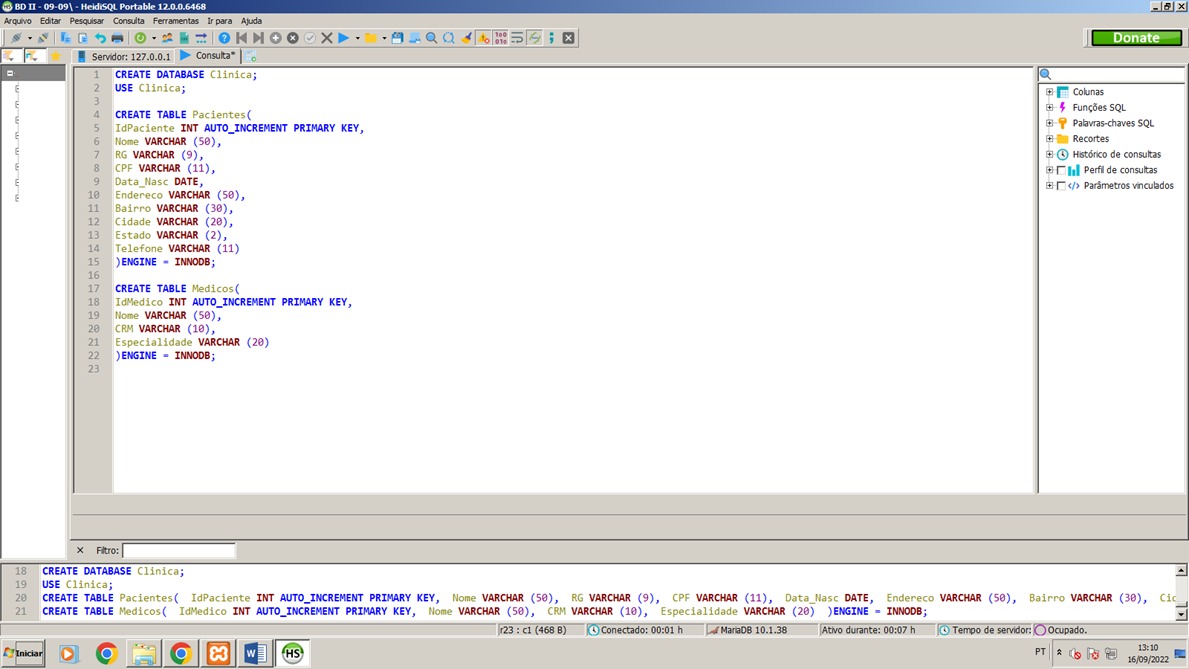 BD II - 09-09\ - HeidiSQL Portable 12.0.0.6468
Arquivo Editar Pesquisar Consulta Ferramentas Ir para Ajuda
Donate
Servidor: 127.0.0.1 Consulta*
1 CREATE DATABASE Clinica;
2 USE Clinica;
3
4 CREATE TABLE Pacientes(
5 IdPaciente INT AUTO_INCREMENT PRIMARY KEY,
6 Nome VARCHAR (50),
7 RG VARCHAR (9),
8 CPF VARCHAR (11),
9 Data_Nasc DATE,
10 Endereco VARCHAR (50),
11 Bairro VARCHAR (30),
12 Cidade VARCHAR (20),
13 Estado VARCHAR (2),
14 Telefone VARCHAR (11)
15 )ENGINE = INNODB;
16
17 CREATE TABLE Medicos(
18 IdMedico INT AUTO_INCREMENT PRIMARY KEY,
19 Nome VARCHAR (50),
20 CRM VARCHAR (10),
21 Especialidade VARCHAR (20)
22 )ENGINE = INNODB;
23
Colunas
Funções SQL
Palavras-chaves SQL
Recortes
Histórico de consultas
Perfil de consultas
Parâmetros vinculados
Filtro:
18 CREATE DATABASE Clinica;
19 USE Clinica;
20 CREATE TABLE Pacientes( IdPaciente INT AUTO_INCREMENT PRIMARY KEY, Nome VARCHAR (50), RG VARCHAR (9), CPF VARCHAR (11), Data_Nasc DATE, Endereco VARCHAR (50), Bairro VARCHAR (30), Cid
21 CREATE TABLE Medicos( IdMedico INT AUTO_INCREMENT PRIMARY KEY, Nome VARCHAR (50), CRM VARCHAR (10), Especialidade VARCHAR (20) )ENGINE = INNODB;
r23 : c1 (468 B) Conectado: 00:01 h MariaDB 10.1.38 Ativo durante: 00:07 h Tempo de servidor: Ocupado.
Iniciar HS PT 13:10
16/09/2022